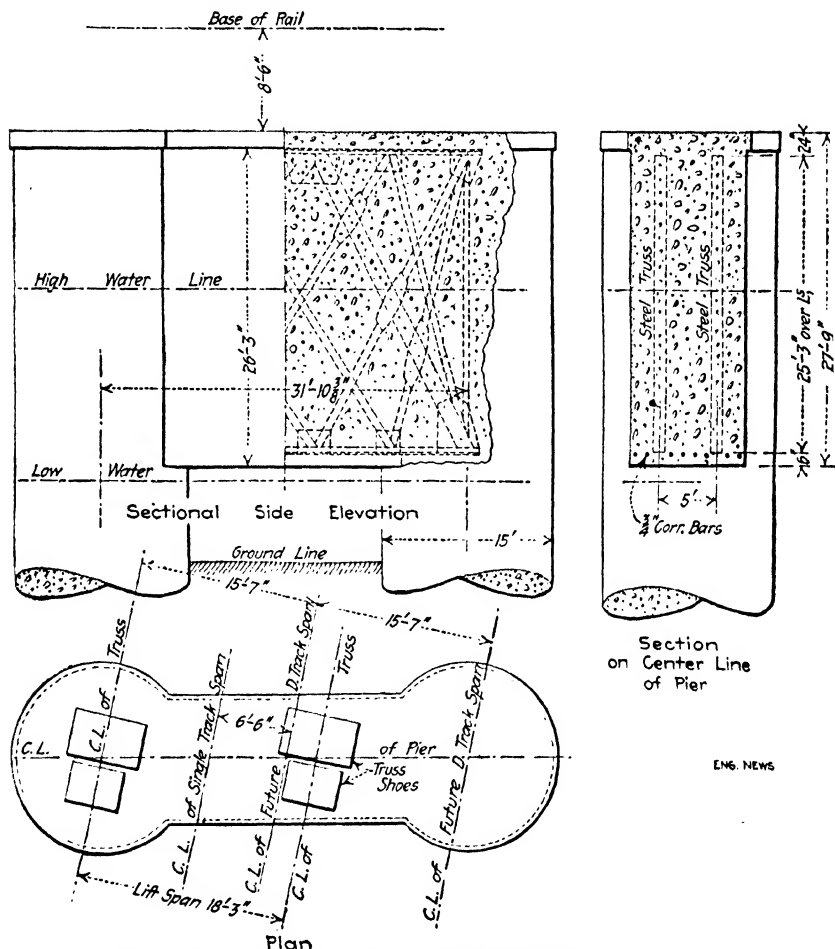 Base of Rail
8'-6"
High Water Line
26'-3"
31'-10 3/8"
Low Water
Sectional Side Elevation
Ground Line
15'
15'-7"
15'-7"
Steel Truss
Steel Truss
24"
25'-3" over Ls
27'-9"
6"
5'
3/4" Corr. Bars
Section
on Center Line
of Pier
C.L. of Truss
C.L. of Single Track Span
6'-6"
C.L. of Future D. Track Span
C.L. of Truss
C.L. of Pier
Truss
Shoes
C.L. of Future D. Track Span
Lift Span 18'-3"
Plan
ENG. NEWS